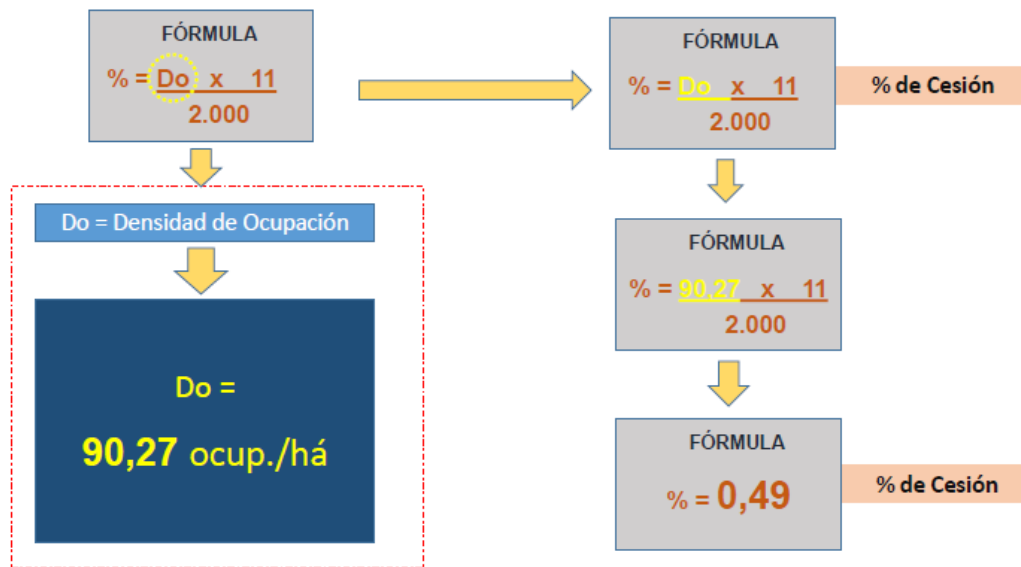 FÓRMULA
% = Do x 11
2.000
Do = Densidad de Ocupación
Do =
90,27 ocup./há
FÓRMULA
% = Do x 11
2.000
% de Cesión
FÓRMULA
% = 90,27 x 11
2.000
FÓRMULA
% = 0,49
% de Cesión